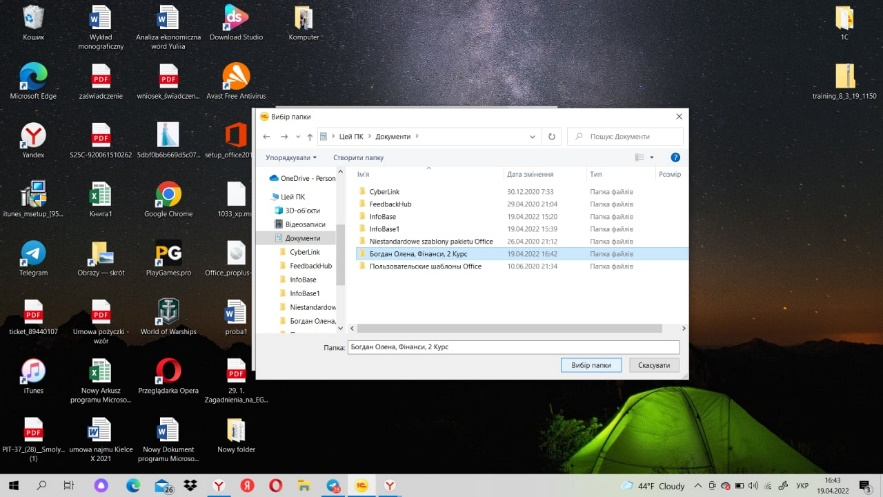 Кошик
Wykład
monograficzny
Analiza ekonomiczna
word Yuliia
Download Studio
Komputer
1C
Microsoft Edge
zaświadczenie
wniosek_świadczen...
Avast Free Antivirus
training_8_3_19_1150
Yandex
S2SC-920061510262
5dbf0b6b669d5c07...
setup_office201...
itunes_msetup_[95...
Книга1
Google Chrome
1033_xp.ms
Telegram
Obrazy — skrót
PlayGames.pro
Office_proplus-
ticket_89440107
Umowa pożyczki -
wzór
World of Warships
proba1
iTunes
Nowy Arkusz
programu Microso...
Przeglądarka Opera
29. 1.
Zagadnienia_na_EG...
PIT-37_(28)__Smoly...
(1)
umowa najmu Kielce
X 2021
Nowy Dokument
programu Microso...
Nowy folder
Вибір папки
Цей ПК
Документи
Пошук: Документи
Упорядкувати
Створити папку
OneDrive - Person
Цей ПК
3D-об'єкти
Відеозаписи
Документи
CyberLink
FeedbackHub
InfoBase
InfoBase1
Niestandardow
Богдан Олена,
Ім'я Дата змінення Тип Розмір
CyberLink 30.12.2020 7:33 Папка файлів
FeedbackHub 29.04.2020 21:04 Папка файлів
InfoBase 19.04.2022 15:20 Папка файлів
InfoBase1 19.04.2022 15:39 Папка файлів
Niestandardowe szablony pakietu Office 26.04.2020 21:12 Папка файлів
Богдан Олена, Фінанси, 2 Курс 19.04.2022 16:42 Папка файлів
Пользовательские шаблоны Office 10.06.2020 21:34 Папка файлів
Папка: Богдан Олена, Фінанси, 2 Курс
Вибір папки
Скасувати
26
44°F Cloudy
УКР
16:43
19.04.2022
3